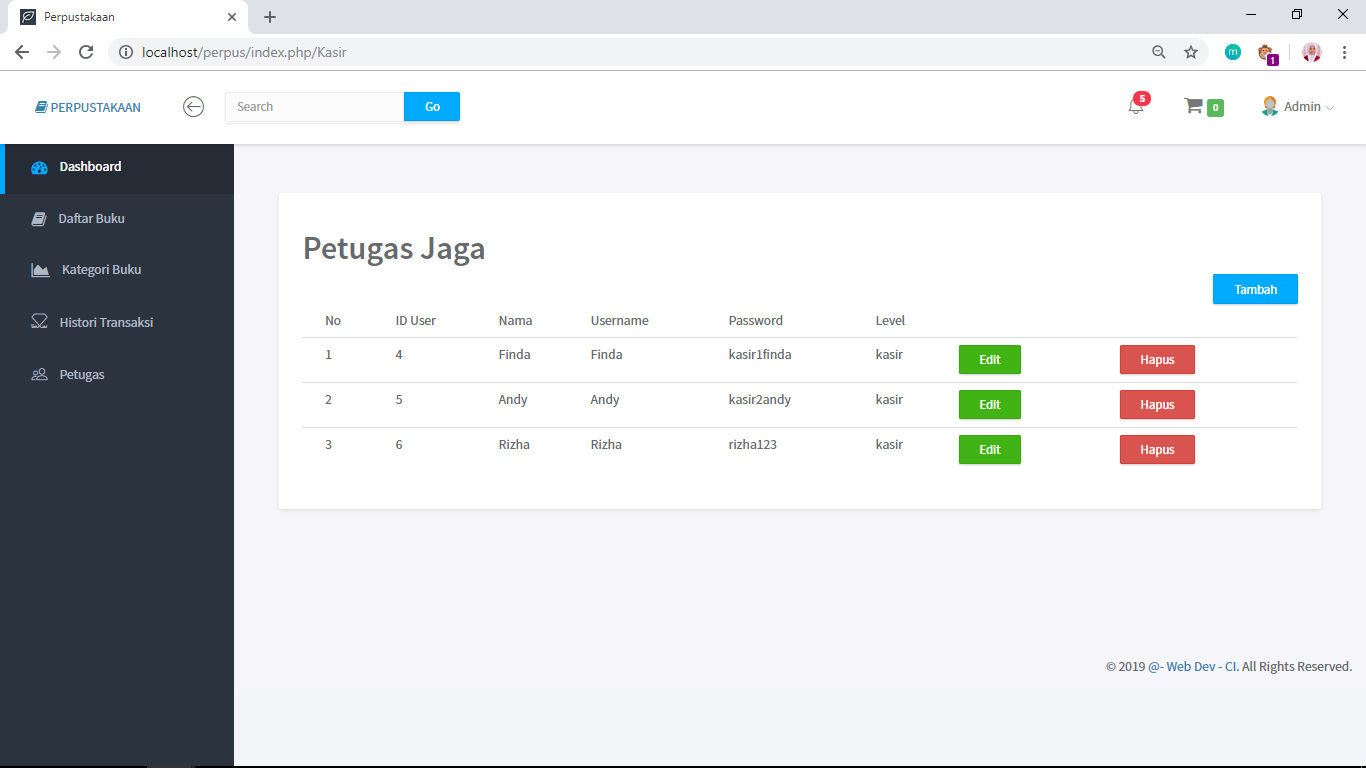 Perpustakaan
localhost/perpus/index.php/Kasir
m
1
PERPUSTAKAAN
Search
Go
5
0
Admin
Dashboard
Daftar Buku
Kategori Buku
Histori Transaksi
Petugas
Petugas Jaga
Tambah
No ID User Nama Username Password Level
1 4 Finda Finda kasir1finda kasir Edit Hapus
2 5 Andy Andy kasir2andy kasir Edit Hapus
3 6 Rizha Rizha rizha123 kasir Edit Hapus
© 2019 @- Web Dev - CI. All Rights Reserved.